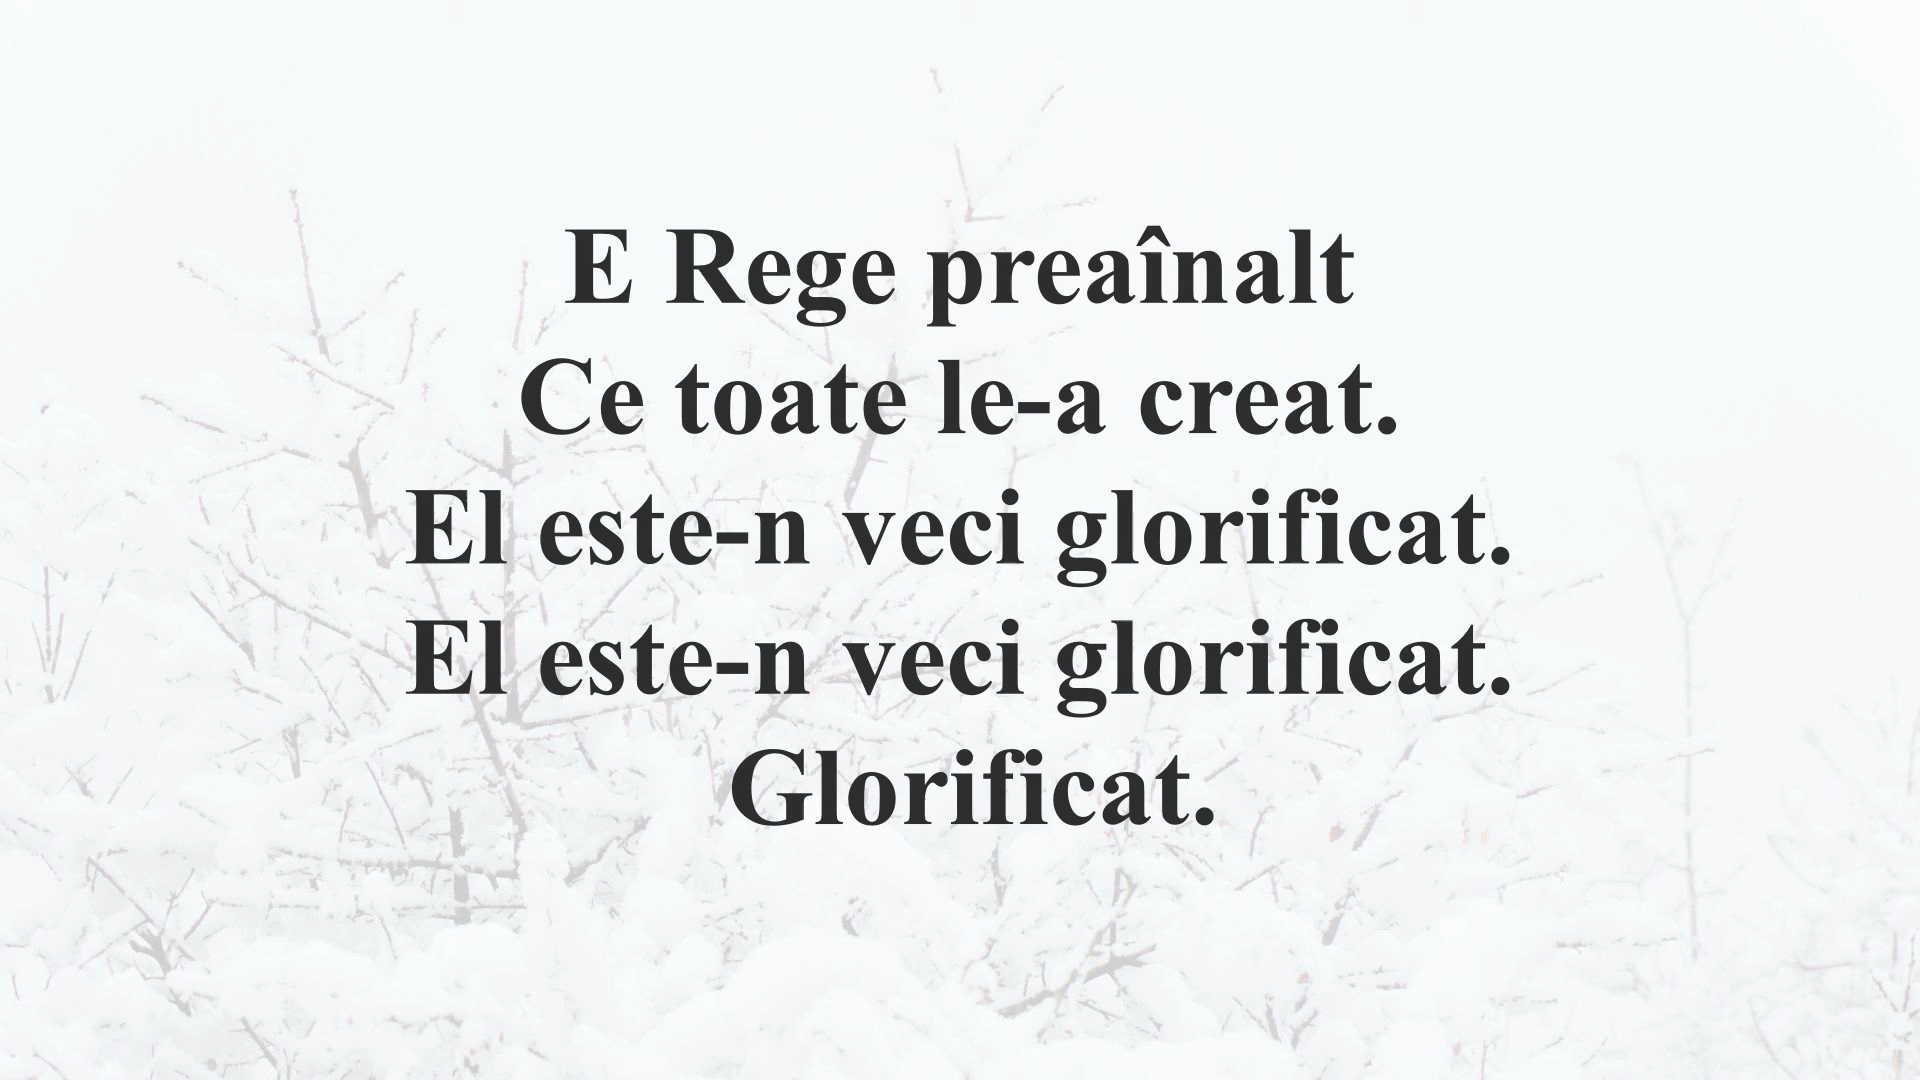 E Rege preaînalt
Ce toate le-a creat.
El este-n veci glorificat.
El este-n veci glorificat.
Glorificat.